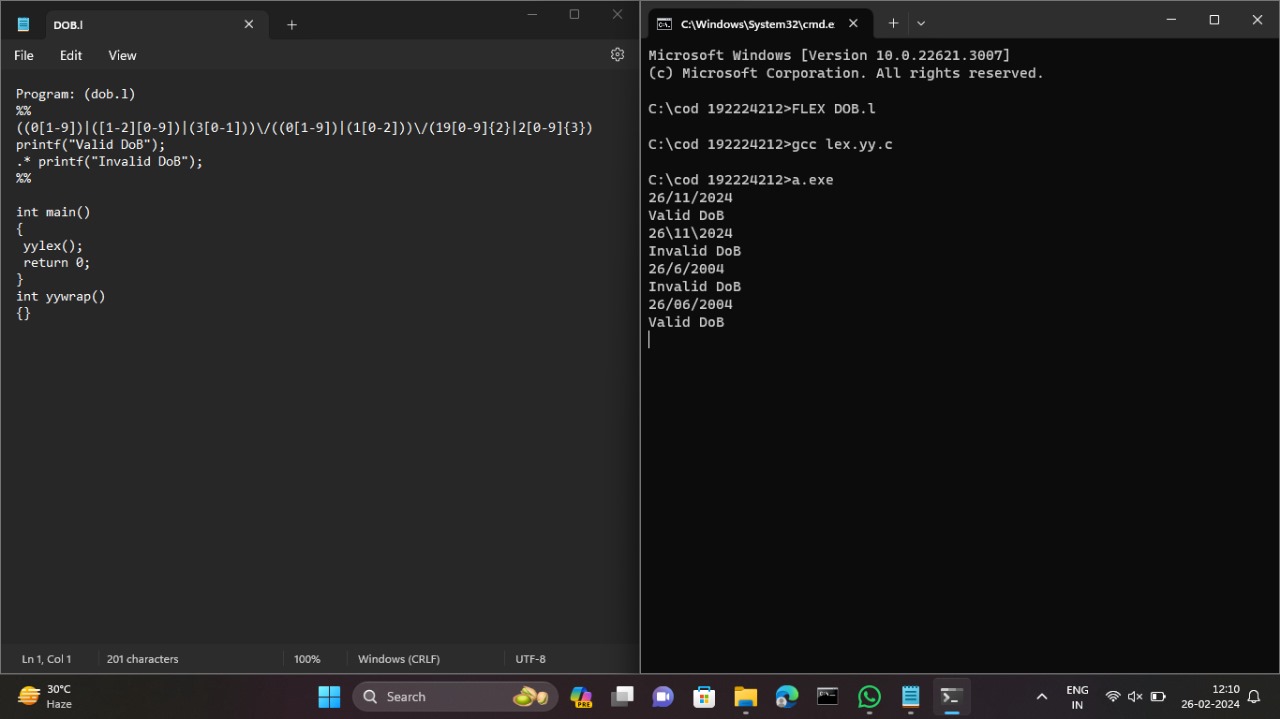 DOB.l
File Edit View
Program: (dob.l)
%%
((0[1-9])|([1-2][0-9])|(3[0-1]))\/((0[1-9])|(1[0-2]))\/(19[0-9]{2}|2[0-9]{3})
printf("Valid DoB");
.* printf("Invalid DoB");
%%
int main()
{
 yylex();
 return 0;
}
int yywrap()
{}
Ln 1, Col 1 201 characters 100% Windows (CRLF) UTF-8
C:\Windows\System32\cmd.e
Microsoft Windows [Version 10.0.22621.3007]
(c) Microsoft Corporation. All rights reserved.
C:\cod 192224212>FLEX DOB.l
C:\cod 192224212>gcc lex.yy.c
C:\cod 192224212>a.exe
26/11/2024
Valid DoB
26\11\2024
Invalid DoB
26/6/2004
Invalid DoB
26/06/2004
Valid DoB
30°C
Haze
Search
PRE
ENG
IN
12:10
26-02-2024